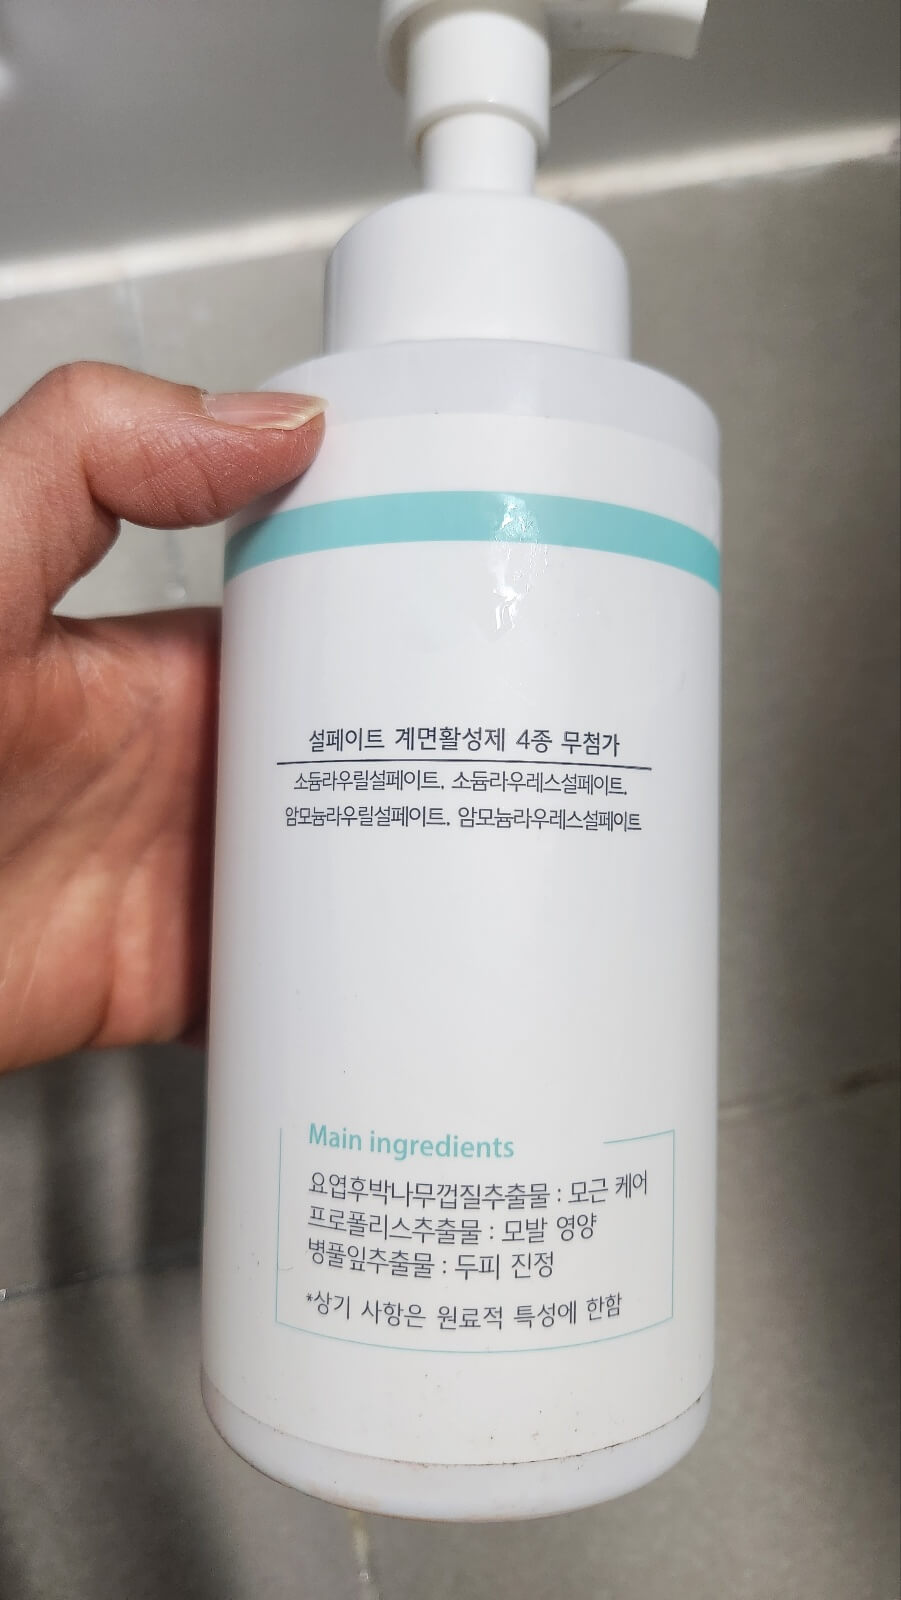 설페이트 계면활성제 4종 무첨가
소듐라우릴설페이트. 소듐라우레스설페이트.
암모늄라우릴설페이트. 암모늄라우레스설페이트
Main ingredients
요엽후박나무껍질추출물 : 모근 케어
프로폴리스추출물 : 모발 영양
병풀잎추출물 : 두피 진정
*상기 사항은 원료적 특성에 한함